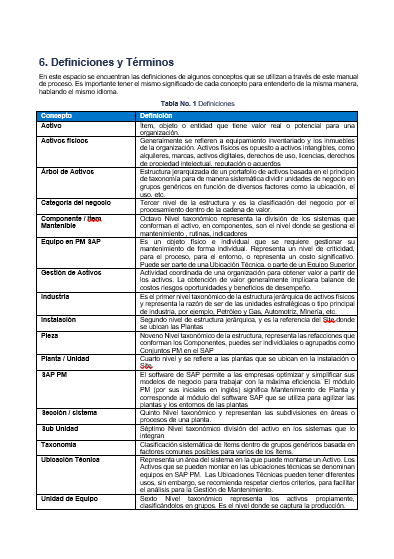 6. Definiciones y Términos
En este espacio se encuentran las definiciones de algunos conceptos que se utilizan a través de este manual
de proceso. Es importante tener el mismo significado de cada concepto para entenderlo de la misma manera,
hablando el mismo idioma.
Tabla No. 1 Definiciones
Concepto Definición
Activo Ítem, objeto o entidad que tiene valor real o potencial para una
organización.
Activos físicos Generalmente se refieren a equipamiento inventariado y los inmuebles
de la organización. Activos físicos es opuesto a activos intangibles, como
alquileres, marcas, activos digitales, derechos de uso, licencias, derechos
de propiedad intelectual, reputación o acuerdos
Árbol de Activos Estructura jerarquizada de un portafolio de activos basada en el principio
de taxonomía para de manera sistemática dividir unidades de negocio en
grupos genéricos en función de diversos factores como la ubicación, el
uso, etc.
Categoría del negocio Tercer nivel de la estructura y es la clasificación del negocio por el
procesamiento dentro de la cadena de valor.
Componente / Ítem Octavo Nivel taxonómico representa la división de los sistemas que
Mantenible conforman el activo, en componentes, son el nivel donde se gestiona el
mantenimiento , rutinas, indicadores
Equipo en PM SAP Es un objeto físico e individual que se requiere gestionar su
mantenimiento de forma individual. Representa un nivel de criticidad,
para el proceso, para el entorno, o representa un costo significativo.
Puede ser parte de una Ubicación Técnica, o parte de un Equipo Superior
Gestión de Activos Actividad coordinada de una organización para obtener valor a partir de
los activos. La obtención de valor generalmente implicara balance de
costos riesgos oportunidades y beneficios de desempeño.
Industria Es el primer nivel taxonómico de la estructura jerárquica de activos físicos
y representa la razón de ser de las unidades estratégicas o tipo principal
de industria, por ejemplo, Petróleo y Gas, Automotriz, Minería, etc.
Instalación Segundo nivel de estructura jerárquica, y es la referencia del Site donde
se ubican las Plantas
Pieza Noveno Nivel taxonómico de la estructura, representa las refacciones que
conforman los Componentes, puedes ser individuales o agrupados como
Conjuntos PM en el SAP
Planta / Unidad Cuarto nivel y se refiere a las plantas que se ubican en la instalación o
Site.
SAP PM El software de SAP permite a las empresas optimizar y simplificar sus
modelos de negocio para trabajar con la máxima eficiencia. El módulo
PM (por sus iniciales en inglés) significa Mantenimiento de Planta y
corresponde al módulo del software SAP que se utiliza para agilizar las
plantas y los entornos de las plantas
Sección / sistema Quinto Nivel taxonómico y representan las subdivisiones en áreas o
procesos de una planta.
Sub Unidad Séptimo Nivel taxonómico división del activo en los sistemas que lo
integran
Taxonomía Clasificación sistemática de ítems dentro de grupos genéricos basada en
factores comunes posibles para varios de los ítems.
Ubicación Técnica Representa un área del sistema en la que puede montarse un Activo. Los
Activos que se pueden montar en las ubicaciones técnicas se denominan
equipos en SAP PM. Las Ubicaciones Técnicas pueden tener diferentes
usos, sin embargo, se recomienda respetar ciertos criterios, para facilitar
el análisis para la Gestión de Mantenimiento.
Unidad de Equipo Sexto Nivel taxonómico representa los activos propiamente,
clasificándolos en grupos. Es el nivel donde se captura la producción.